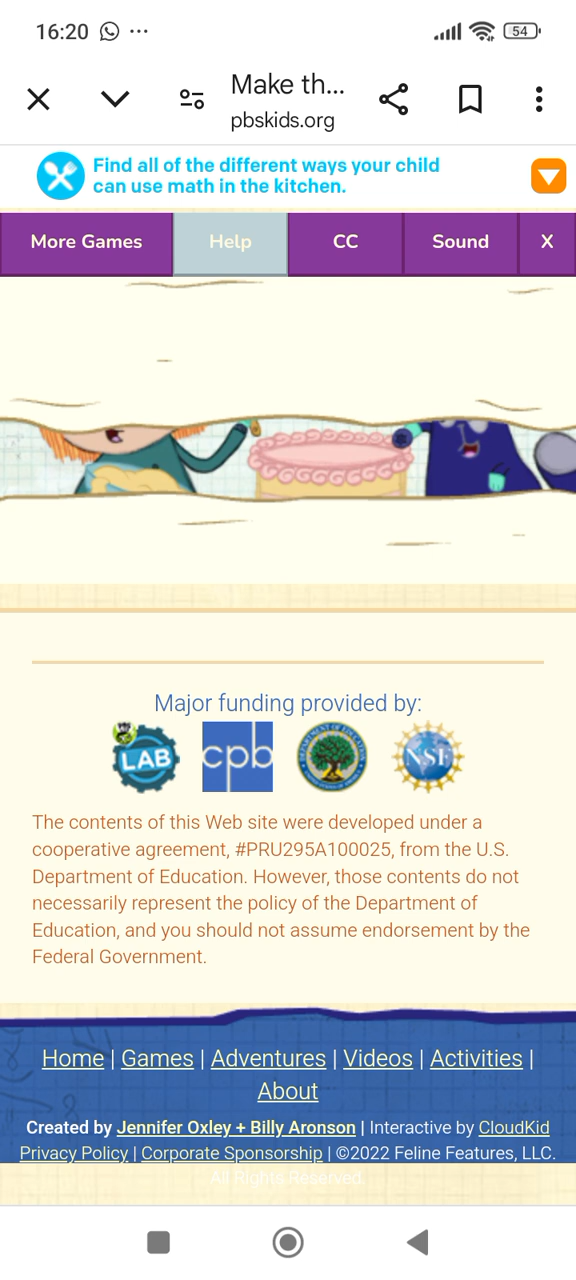 16:20
54
Make th...
pbskids.org
Find all of the different ways your child
can use math in the kitchen.
More Games
Help
CC
Sound
X
Major funding provided by:
LAB
cpb
DEPARTMENT OF EDUCATION
NSF
The contents of this Web site were developed under a
cooperative agreement, #PRU295A100025, from the U.S.
Department of Education. However, those contents do not
necessarily represent the policy of the Department of
Education, and you should not assume endorsement by the
Federal Government.
Home | Games | Adventures | Videos | Activities |
About
Created by Jennifer Oxley + Billy Aronson | Interactive by CloudKid
Privacy Policy | Corporate Sponsorship | ©2022 Feline Features, LLC.
All Rights Reserved.